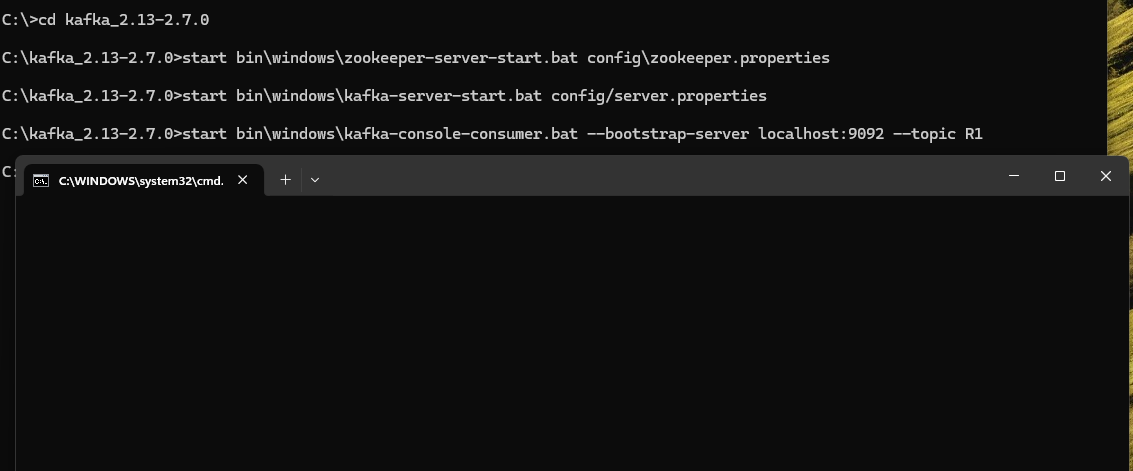 C:\>cd kafka_2.13-2.7.0
C:\kafka_2.13-2.7.0>start bin\windows\zookeeper-server-start.bat config\zookeeper.properties
C:\kafka_2.13-2.7.0>start bin\windows\kafka-server-start.bat config/server.properties
C:\kafka_2.13-2.7.0>start bin\windows\kafka-console-consumer.bat --bootstrap-server localhost:9092 --topic R1
C:
C:\WINDOWS\system32\cmd.